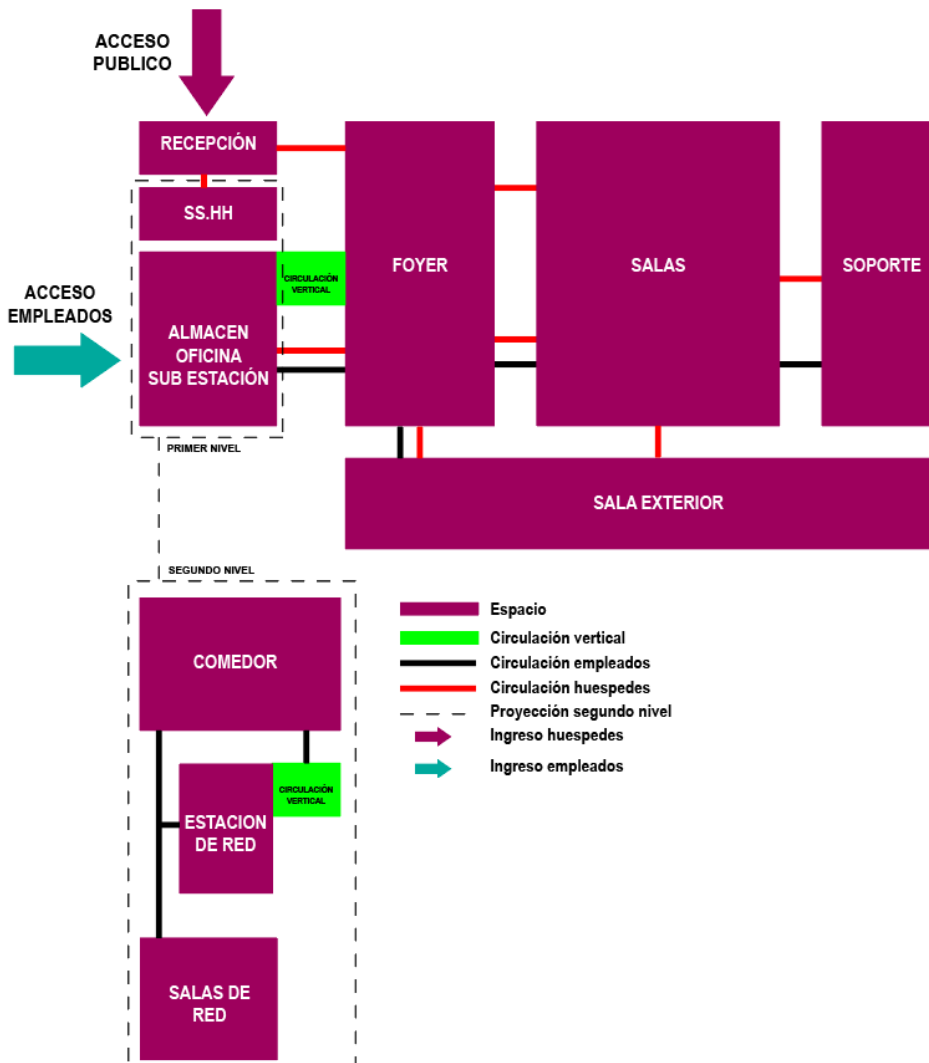 ACCESO
PUBLICO
RECEPCIÓN
SS.HH
FOYER
SALAS
SOPORTE
CIRCULACIÓN
VERTICAL
ACCESO
EMPLEADOS
ALMACEN
OFICINA
SUB ESTACIÓN
PRIMER NIVEL
SALA EXTERIOR
SEGUNDO NIVEL
COMEDOR
CIRCULACIÓN
VERTICAL
ESTACION
DE RED
SALAS DE
RED
Espacio
Circulación vertical
Circulación empleados
Circulación huespedes
Proyección segundo nivel
Ingreso huespedes
Ingreso empleados